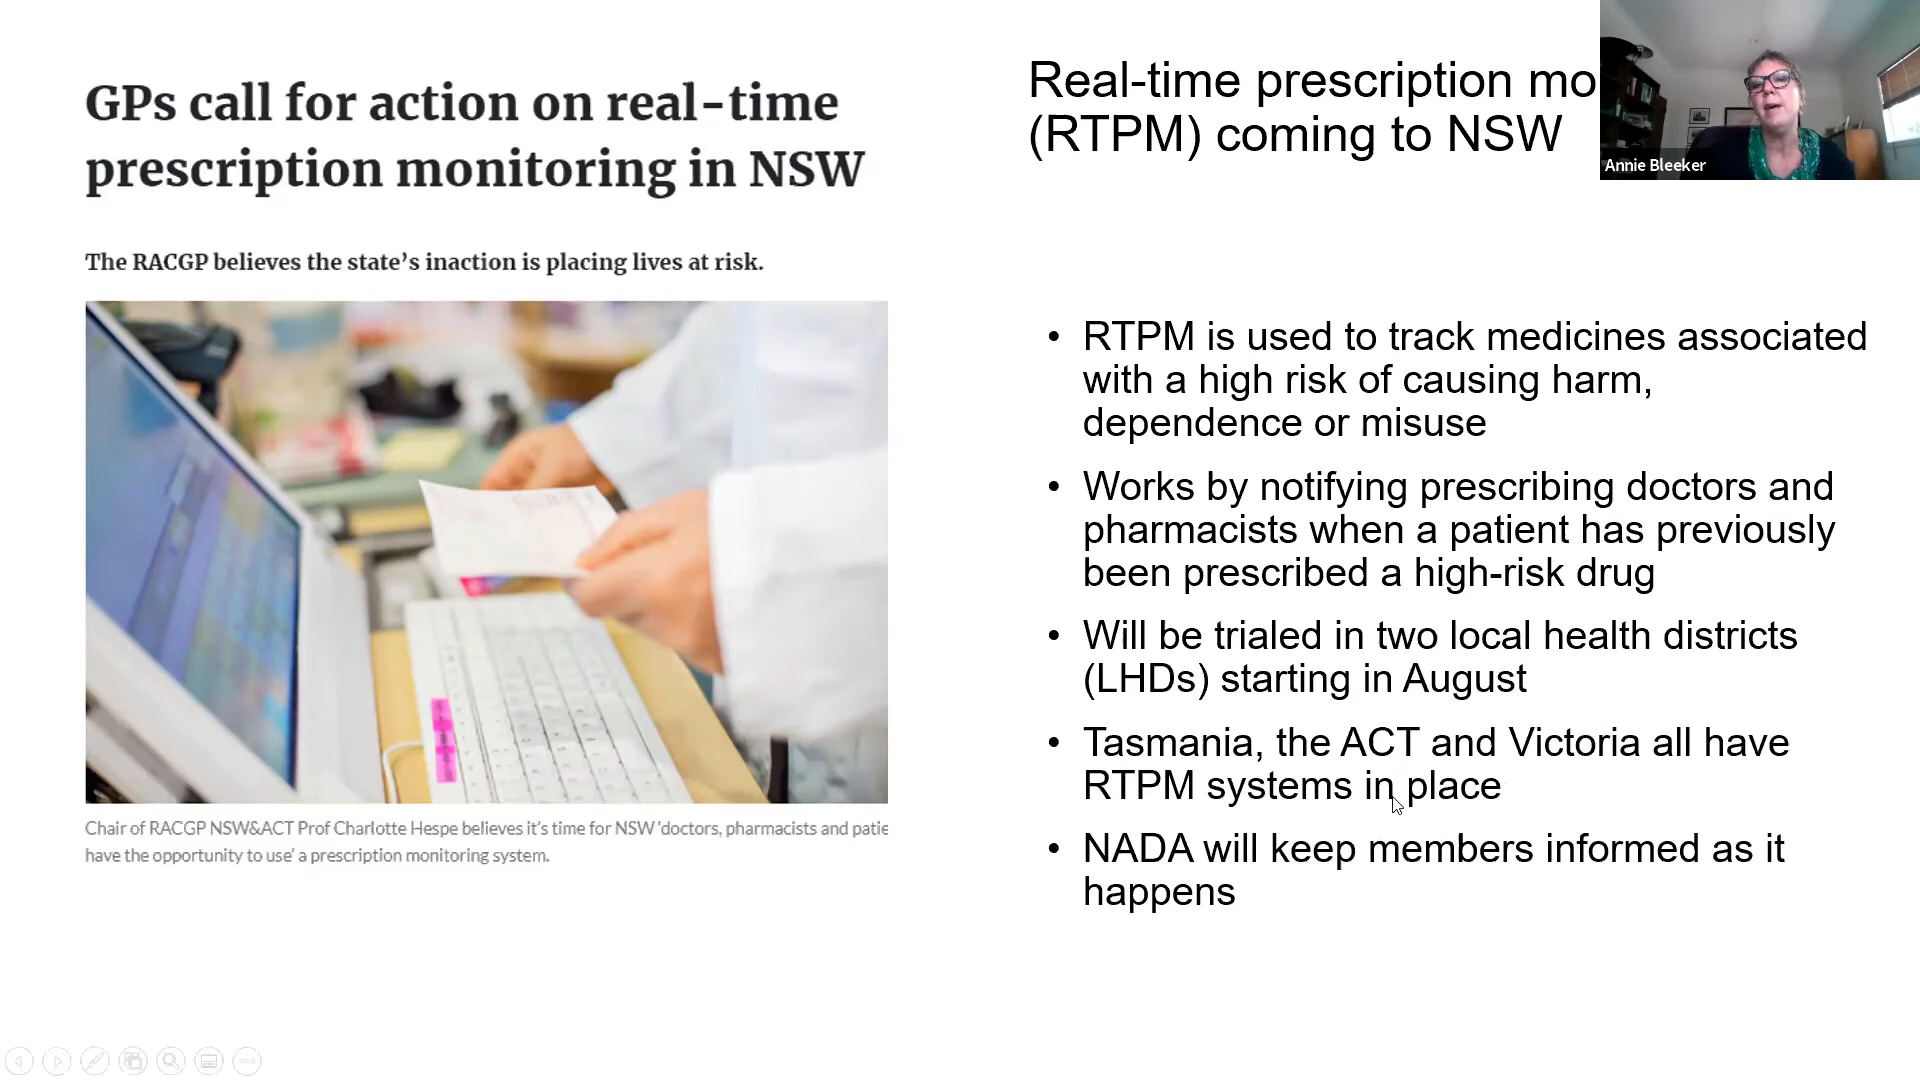 GPs call for action on real-time
prescription monitoring in NSW
The RACGP believes the state's inaction is placing lives at risk.
Chair of RACGP NSW&ACT Prof Charlotte Hespe believes it's time for NSW 'doctors, pharmacists and patie
have the opportunity to use' a prescription monitoring system.
Real-time prescription mo
(RTPM) coming to NSW
Annie Bleeker
• RTPM is used to track medicines associated
with a high risk of causing harm,
dependence or misuse
• Works by notifying prescribing doctors and
pharmacists when a patient has previously
been prescribed a high-risk drug
• Will be trialed in two local health districts
(LHDs) starting in August
• Tasmania, the ACT and Victoria all have
RTPM systems in place
• NADA will keep members informed as it
happens